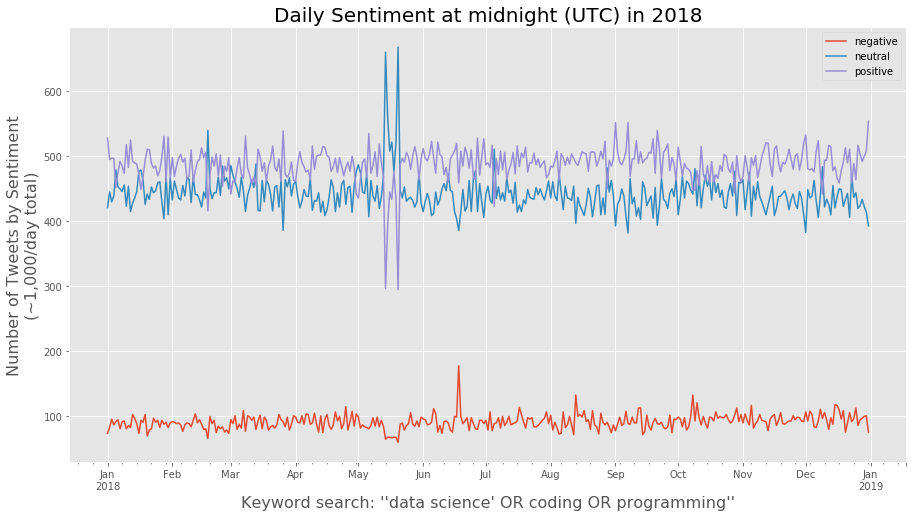 Daily Sentiment at midnight (UTC) in 2018
negative
neutral
positive
Number of Tweets by Sentiment
(~1,000/day total)
600
500
400
300
200
100
Jan Feb Mar Apr May Jun Jul Aug Sep Oct Nov Dec Jan
2018 2019
Keyword search: ''data science' OR coding OR programming''